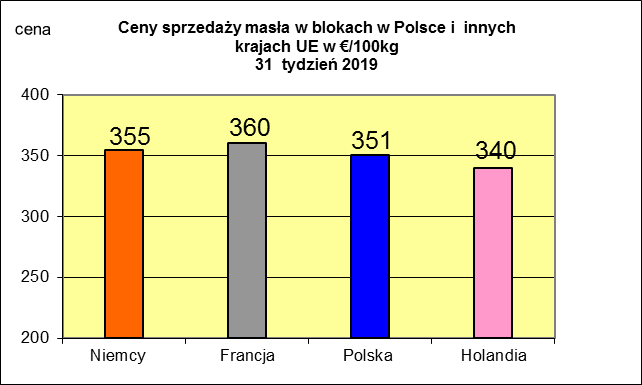 cena
Ceny sprzedaży masła w blokach w Polsce i innych
krajach UE w €/100kg
31 tydzień 2019
400
350
300
250
200
355
360
351
340
Niemcy
Francja
Polska
Holandia